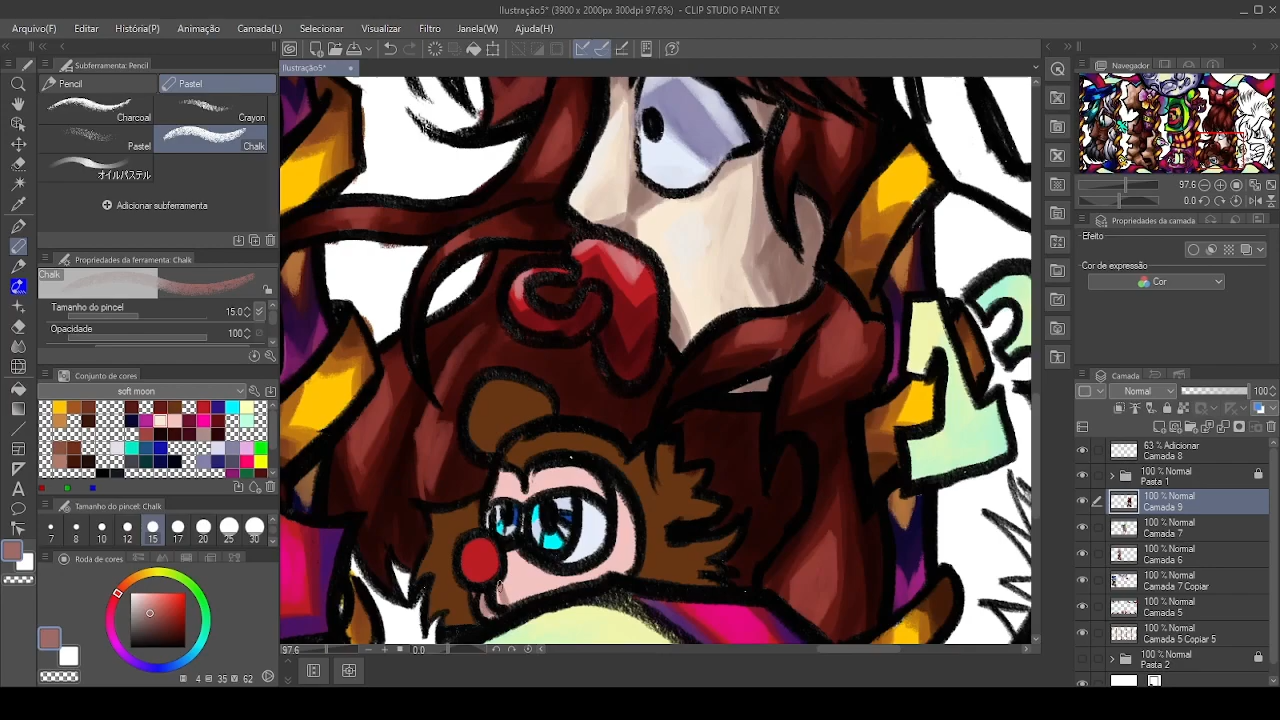 Ilustração5* (3900 x 2000px 300dpi 97.6%) - CLIP STUDIO PAINT EX
Arquivo(F) Editar História(P) Animação Camada(L) Selecionar Visualizar Filtro Janela(W) Ajuda(H)
Subferramenta: Pencil
Ilustração5*
Navegador
Pencil Pastel
Charcoal Crayon
Pastel Chalk
オイルパステル
Adicionar subferramenta
97.6
0.0
Propriedades da camada
Efeito
Cor de expressão
Cor
Propriedades da ferramenta: Chalk
Chalk
Tamanho do pincel 15.0
Opacidade 100
Conjunto de cores
soft moon
Tamanho do pincel: Chalk
7 8 10 12 15 17 20 25 30
Roda de cores
4 S 35 V 62
97.6 0.0
Camada
Normal 100
63 % Adicionar
Camada 8
100 % Normal
Pasta 1
100 % Normal
Camada 9
100 % Normal
Camada 7
100 % Normal
Camada 6
100 % Normal
Camada 7 Copiar
100 % Normal
Camada 5
100 % Normal
Camada 5 Copiar 5
100 % Normal
Pasta 2